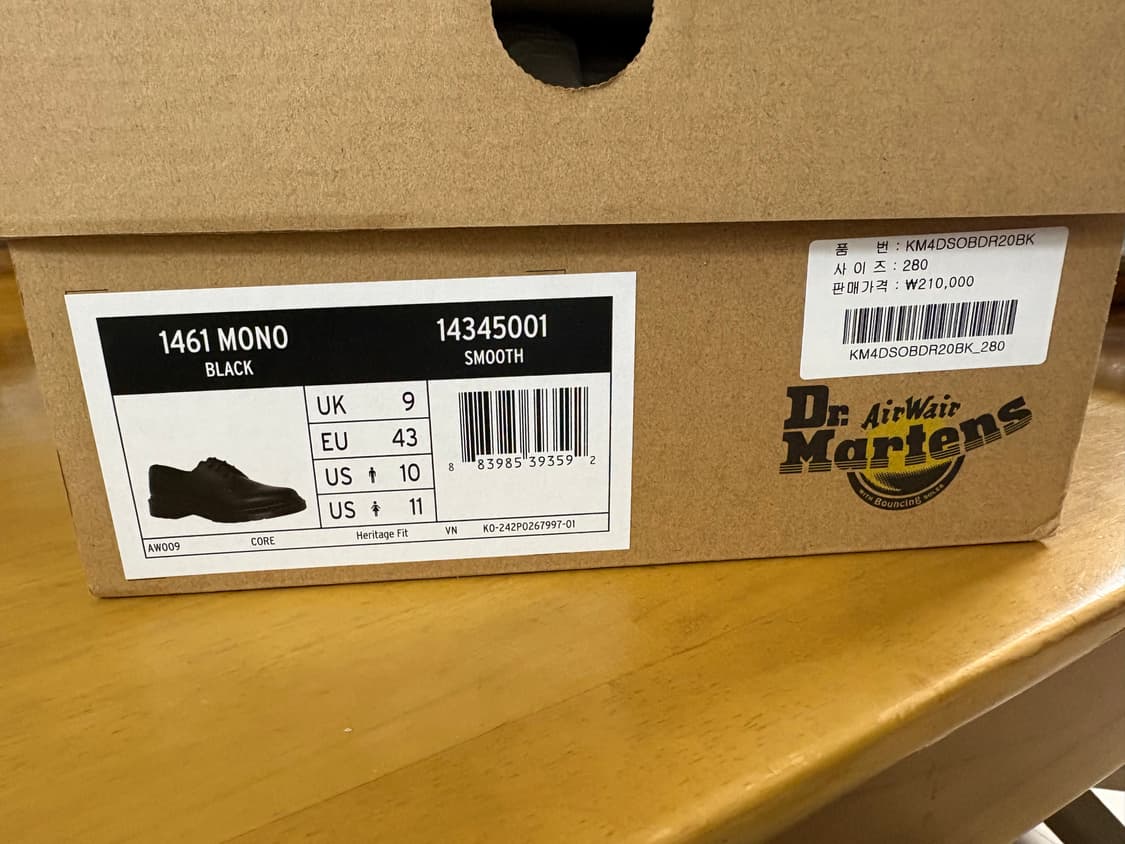 1461 MONO
BLACK
14345001
SMOOTH
UK 9
EU 43
US 10
US 11
8 83985 39359 2
AW009 CORE Heritage Fit VN KO-242P0267997-01
품 번 : KM4DSOBDR20BK
사 이 즈 : 280
판매가격 : ₩210,000
KM4DSOBDR20BK_280
Dr. AirWair
Martens
WITH Bouncing SOLES